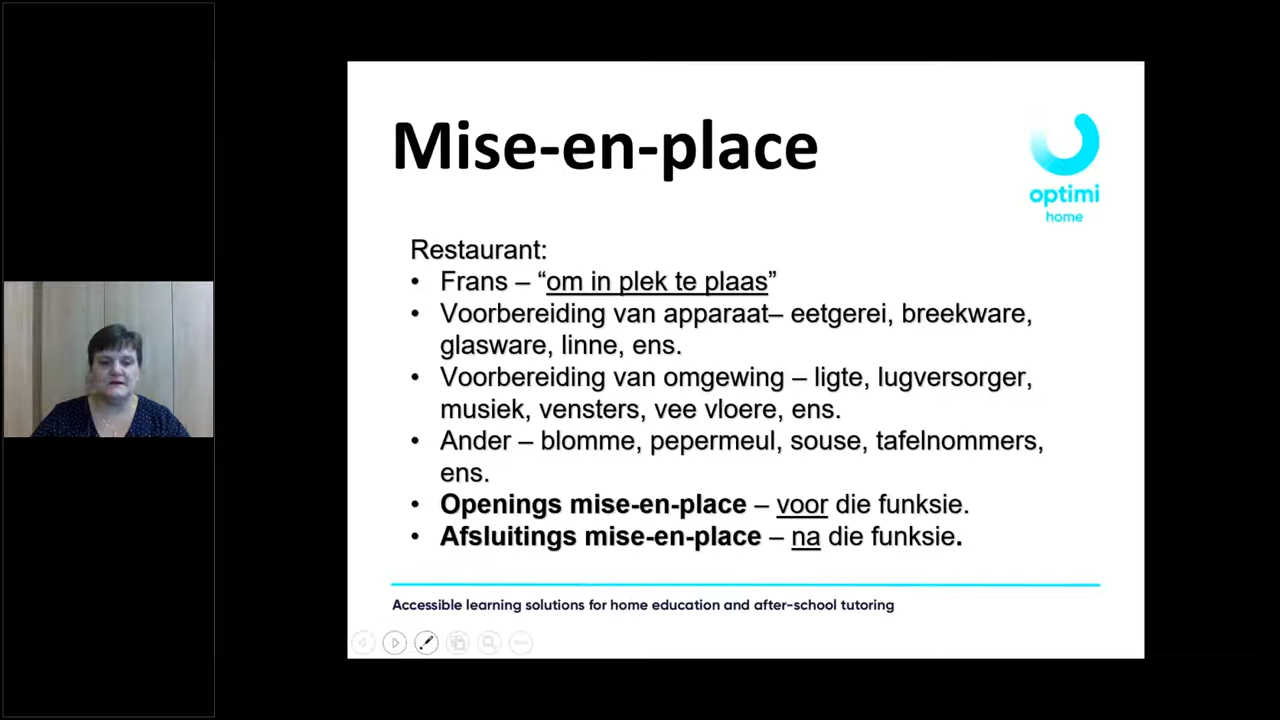 Mise-en-place
optimi
home
Restaurant:
• Frans – “om in plek te plaas”
• Voorbereiding van apparaat– eetgerei, breekware,
glasware, linne, ens.
• Voorbereiding van omgewing – ligte, lugversorger,
musiek, vensters, vee vloere, ens.
• Ander – blomme, pepermeul, souse, tafelnommers,
ens.
• Openings mise-en-place – voor die funksie.
• Afsluitings mise-en-place – na die funksie.
Accessible learning solutions for home education and after-school tutoring